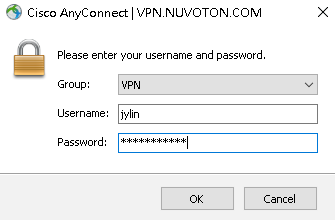 Cisco AnyConnect | VPN.NUVOTON.COM
Please enter your username and password.
Group: VPN
Username: jylin
Password: ***********
OK Cancel